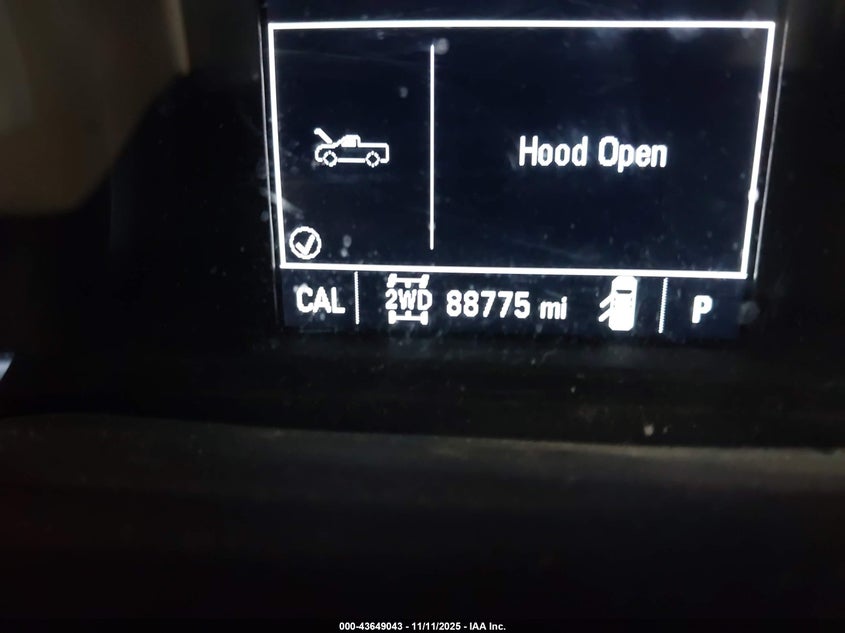 Hood Open
CAL 2WD 88775 mi P
000-43649043 - 11/11/2025 - IAA Inc.